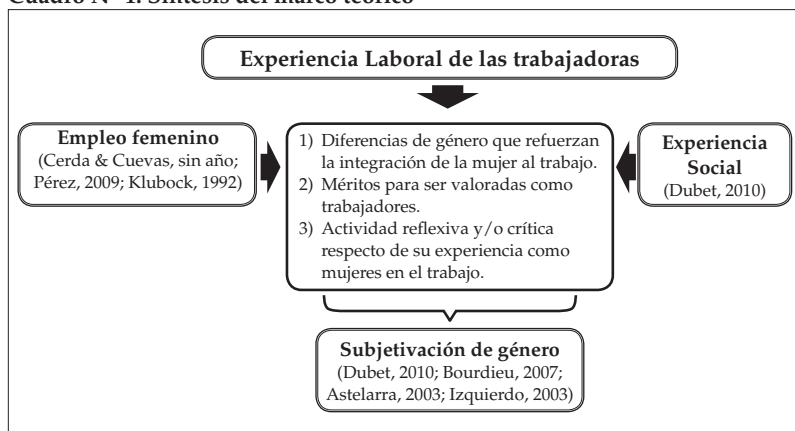 Cuadro Nº 1. Síntesis del marco teórico
Experiencia Laboral de las trabajadoras
Empleo femenino
(Cerda & Cuevas, sin año;
Pérez, 2009; Klubock, 1992)
1) Diferencias de género que refuerzan
la integración de la mujer al trabajo.
2) Méritos para ser valoradas como
trabajadores.
3) Actividad reflexiva y/o crítica
respecto de su experiencia como
mujeres en el trabajo.
Experiencia
Social
(Dubet, 2010)
Subjetivación de género
(Dubet, 2010; Bourdieu, 2007;
Astelarra, 2003; Izquierdo, 2003)